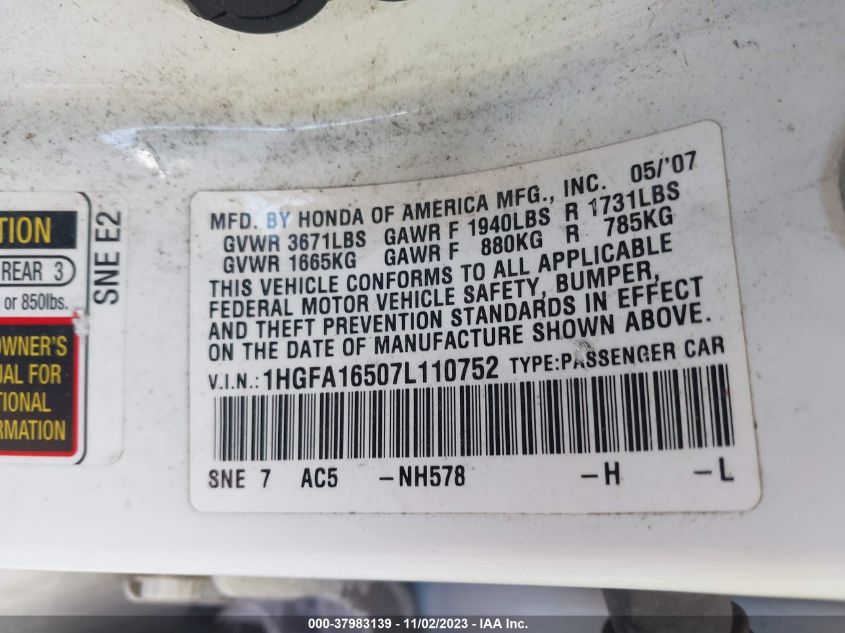 TION
REAR 3
or 850lbs.
OWNER'S
UAL FOR
TIONAL
RMATION
SNE E2
MFD. BY HONDA OF AMERICA MFG., INC. 05/'07
GVWR 3671LBS GAWR F 1940LBS R 1731LBS
GVWR 1665KG GAWR F 880KG R 785KG
THIS VEHICLE CONFORMS TO ALL APPLICABLE
FEDERAL MOTOR VEHICLE SAFETY, BUMPER,
AND THEFT PREVENTION STANDARDS IN EFFECT
ON THE DATE OF MANUFACTURE SHOWN ABOVE.
V.I.N.: 1HGFA16507L110752 TYPE:PASSENGER CAR
SNE 7 AC5 -NH578 -H -L
000-37983139 - 11/02/2023 - IAA Inc.